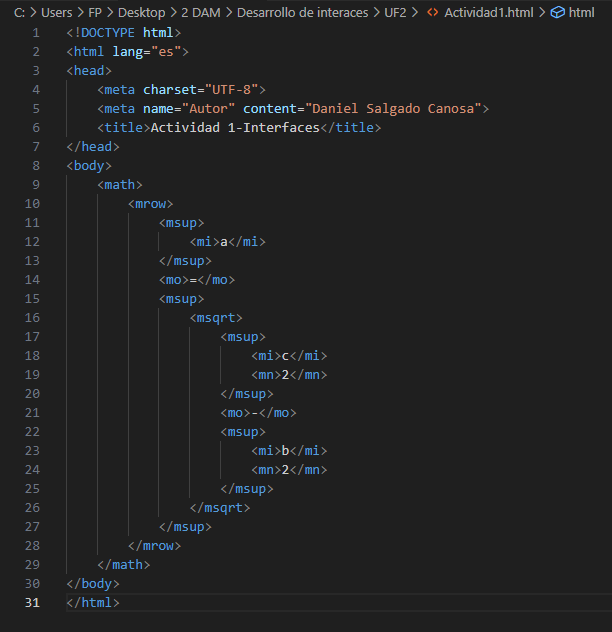 C: > Users > FP > Desktop > 2 DAM > Desarrollo de interaces > UF2 > <> Actividad1.html > html
1 <!DOCTYPE html>
2 <html lang="es">
3 <head>
4     <meta charset="UTF-8">
5     <meta name="Autor" content="Daniel Salgado Canosa">
6     <title>Actividad 1-Interfaces</title>
7 </head>
8 <body>
9     <math>
10         <mrow>
11             <msup>
12                 <mi>a</mi>
13             </msup>
14             <mo>=</mo>
15             <msup>
16                 <msqrt>
17                     <msup>
18                         <mi>c</mi>
19                         <mn>2</mn>
20                     </msup>
21                     <mo>-</mo>
22                     <msup>
23                         <mi>b</mi>
24                         <mn>2</mn>
25                     </msup>
26                 </msqrt>
27             </msup>
28         </mrow>
29     </math>
30 </body>
31 </html>